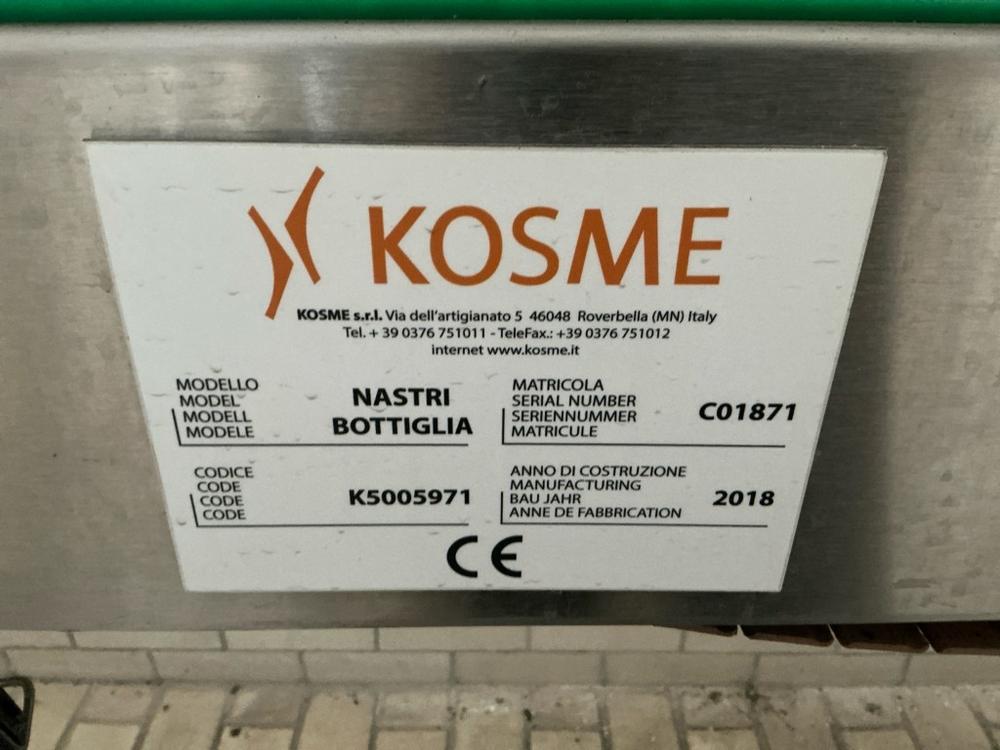 KOSME
KOSME s.r.l. Via dell'artigianato 5 46048 Roverbella (MN) Italy
Tel. + 39 0376 751011 - TeleFax.: +39 0376 751012
internet www.kosme.it
MODELLO
MODEL
MODELL
MODELE
NASTRI
BOTTIGLIA
MATRICOLA
SERIAL NUMBER
SERIENNUMMER
MATRICULE
C01871
CODICE
CODE
CODE
CODE
K5005971
ANNO DI COSTRUZIONE
MANUFACTURING
BAU JAHR
ANNE DE FABBRICATION
2018
CE